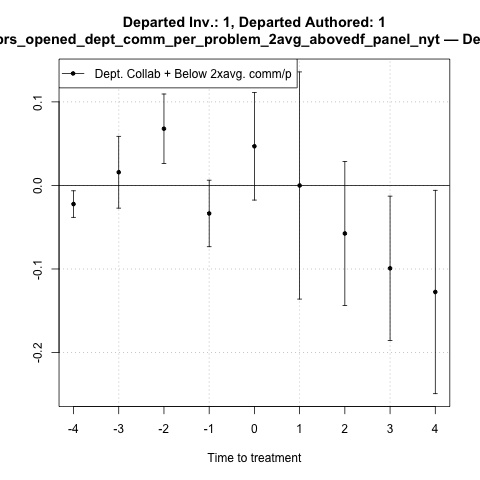 Departed Inv.: 1, Departed Authored: 1
prs_opened_dept_comm_per_problem_2avg_abovedf_panel_nyt — De
Dept. Collab + Below 2xavg. comm/p
0.1
0.0
-0.1
-0.2
-4 -3 -2 -1 0 1 2 3 4
Time to treatment